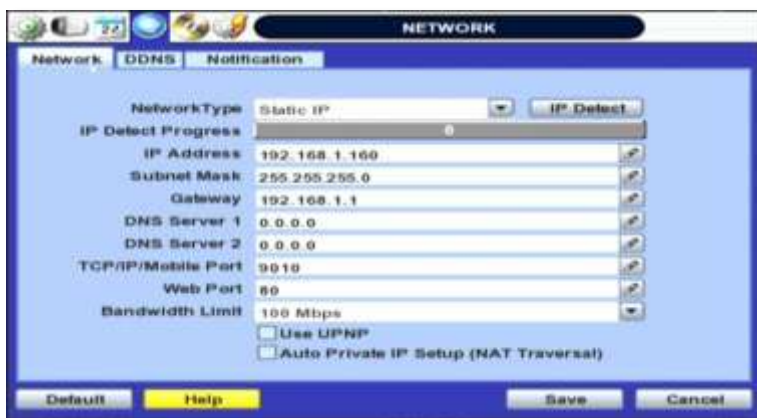 NETWORK
Network DDNS Notification
NetworkType Static IP IP Detect
IP Detect Progress 0
IP Address 192.168.1.160
Subnet Mask 255.255.255.0
Gateway 192.168.1.1
DNS Server 1 0.0.0.0
DNS Server 2 0.0.0.0
TCP/IP/Mobile Port 9010
Web Port 80
Bandwidth Limit 100 Mbps
Use UPNP
Auto Private IP Setup (NAT Traversal)
Default Help Save Cancel